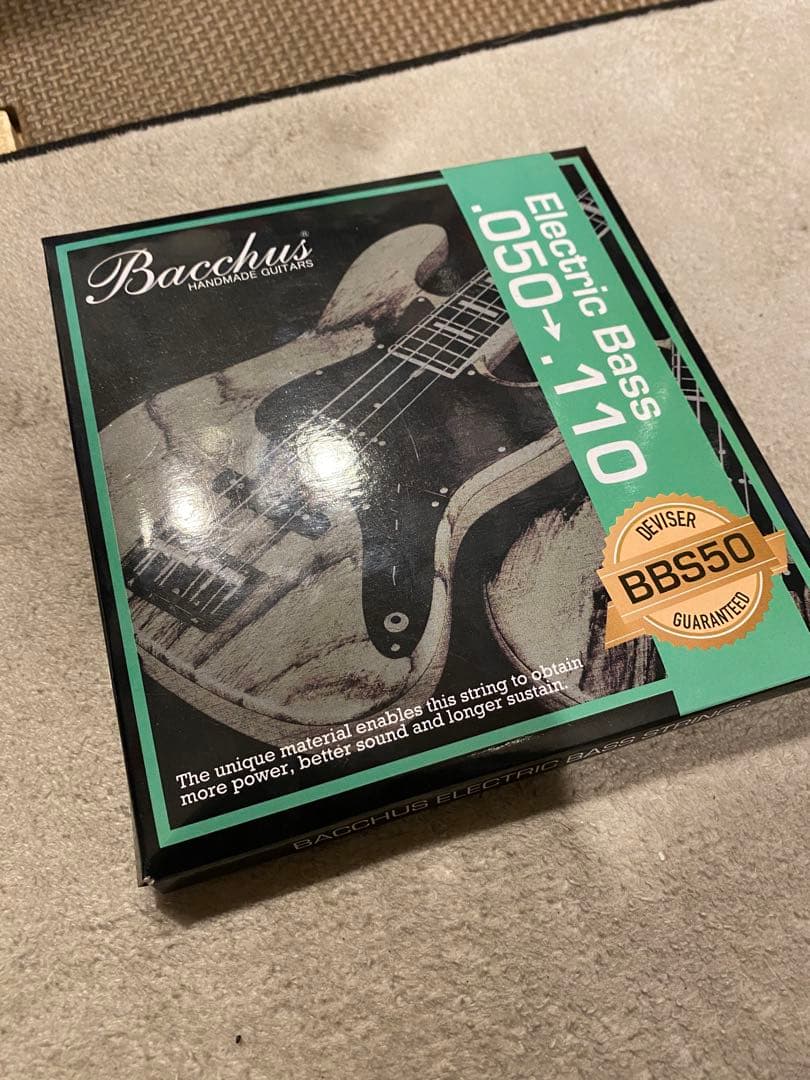 Bacchus®
HANDMADE GUITARS
Electric Bass
.050→.110
DEVISER
BBS50
GUARANTEED
The unique material enables this string to obtain
more power, better sound and longer sustain.
BACCHUS ELECTRIC BASS STRINGS